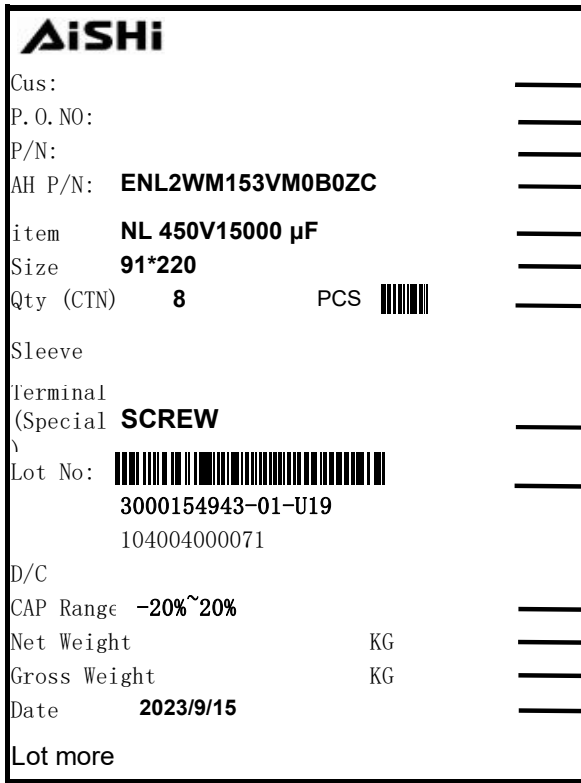 AiSHi
Cus:
P.O.NO:
P/N:
AH P/N: ENL2WM153VM0B0ZC
item NL 450V15000 μF
Size 91*220
Qty (CTN) 8 PCS
Sleeve
Terminal
(Special SCREW
)
Lot No:
3000154943-01-U19
104004000071
D/C
CAP Range -20%~20%
Net Weight KG
Gross Weight KG
Date 2023/9/15
Lot more